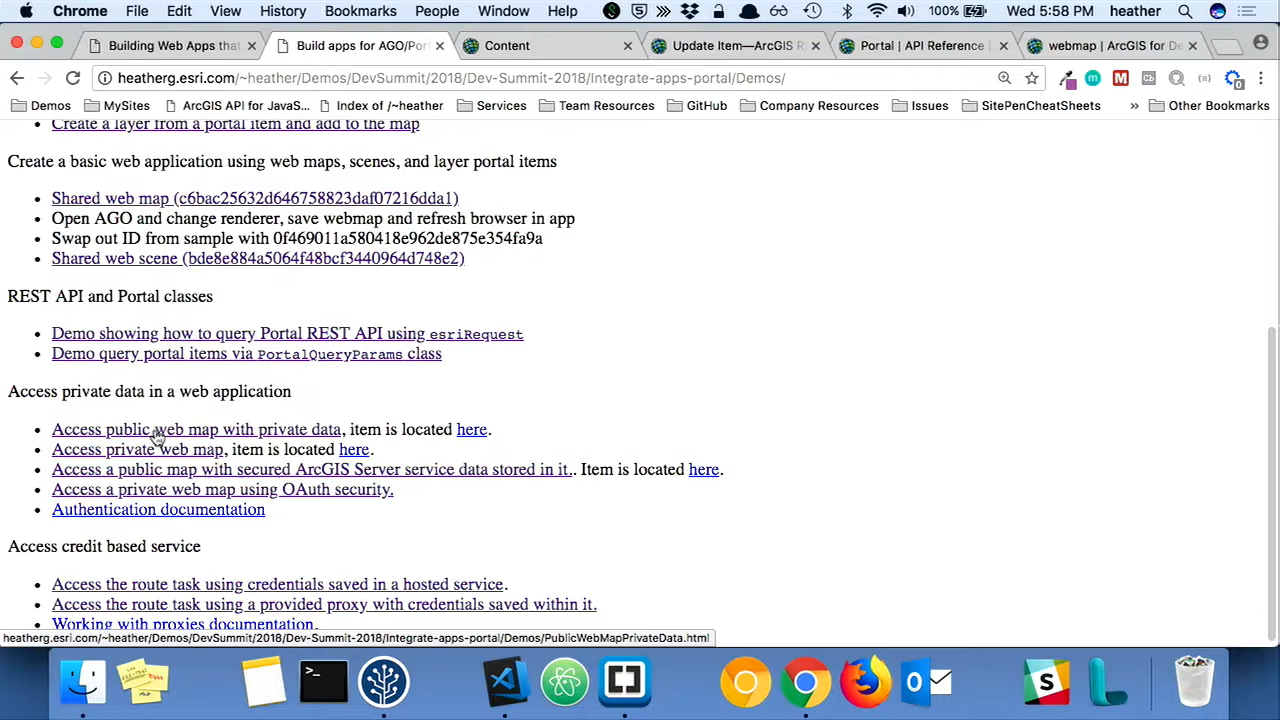 Chrome File Edit View History Bookmarks People Window Help 100% Wed 5:58 PM heather
Building Web Apps that
Build apps for AGO/Port
Content
Update Item—ArcGIS R
Portal | API Reference
webmap | ArcGIS for De
heatherg.esri.com/~heather/Demos/DevSummit/2018/Dev-Summit-2018/Integrate-apps-portal/Demos/
Demos MySites ArcGIS API for JavaS... Index of /~heather Services Team Resources GitHub Company Resources Issues SitePenCheatSheets » Other Bookmarks
Create a layer from a portal item and add to the map
Create a basic web application using web maps, scenes, and layer portal items
Shared web map (c6bac25632d646758823daf07216dda1)
Open AGO and change renderer, save webmap and refresh browser in app
Swap out ID from sample with 0f469011a580418e962de875e354fa9a
Shared web scene (bde8e884a5064f48bcf3440964d748e2)
REST API and Portal classes
Demo showing how to query Portal REST API using esriRequest
Demo query portal items via PortalQueryParams class
Access private data in a web application
Access public web map with private data, item is located here.
Access private web map, item is located here.
Access a public map with secured ArcGIS Server service data stored in it.. Item is located here.
Access a private web map using OAuth security.
Authentication documentation
Access credit based service
Access the route task using credentials saved in a hosted service.
Access the route task using a provided proxy with credentials saved within it.
Working with proxies documentation.
heatherg.esri.com/~heather/Demos/DevSummit/2018/Dev-Summit-2018/Integrate-apps-portal/Demos/PublicWebMapPrivateData.html